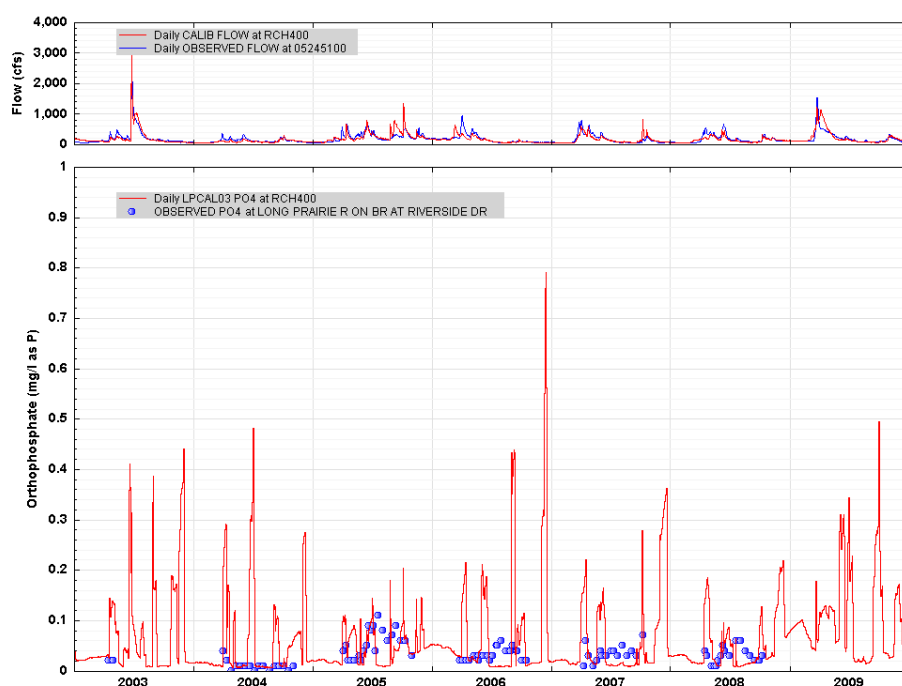 4,000
3,000
2,000
1,000
0
Flow (cfs)
Daily CALIB FLOW at RCH400
Daily OBSERVED FLOW at 05245100
1
0.9
0.8
0.7
0.6
0.5
0.4
0.3
0.2
0.1
0
Orthophosphate (mg/l as P)
Daily LPCAL03 PO4 at RCH400
OBSERVED PO4 at LONG PRAIRIE R ON BR AT RIVERSIDE DR
2003 2004 2005 2006 2007 2008 2009